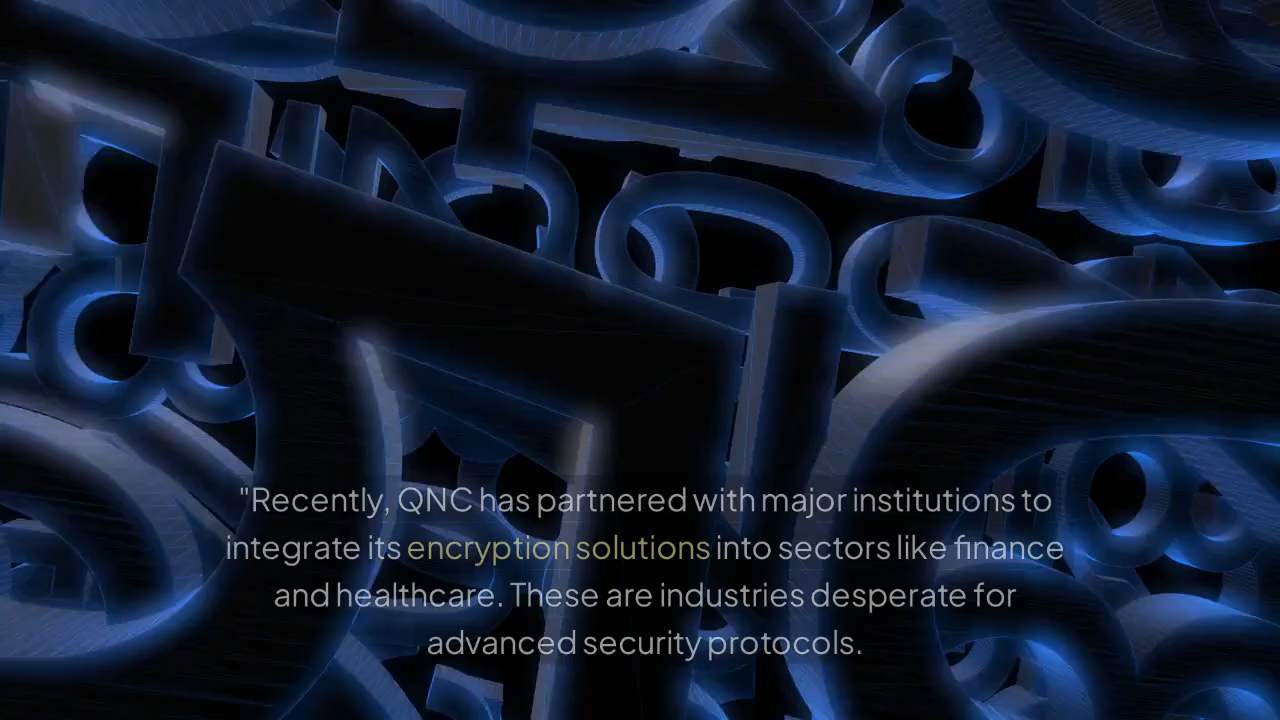 "Recently, QNC has partnered with major institutions to
integrate its encryption solutions into sectors like finance
and healthcare. These are industries desperate for
advanced security protocols.